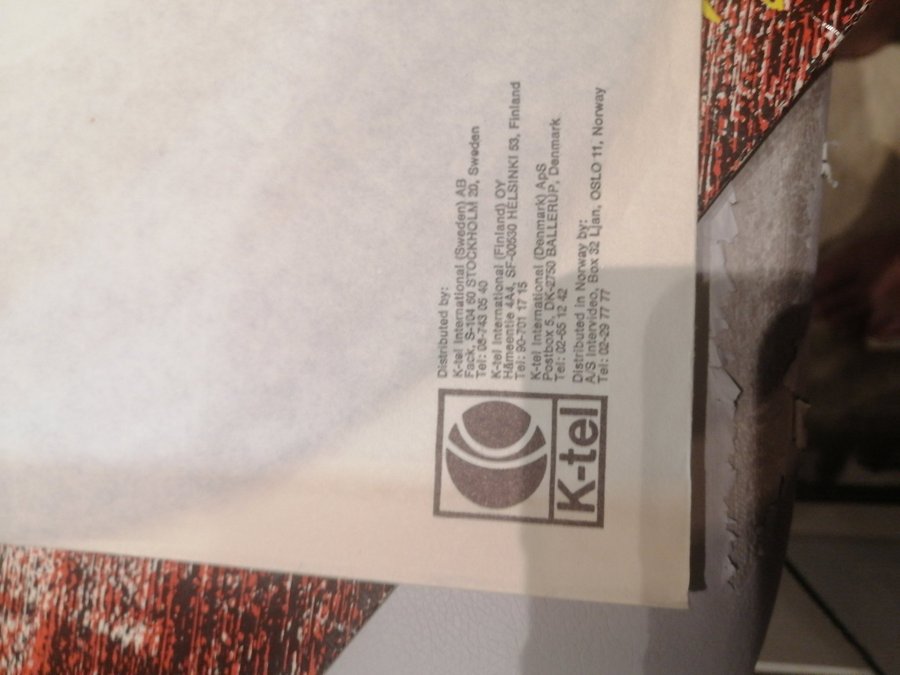 Distributed by:
K-tel International (Sweden) AB
Fack, S-104 60 STOCKHOLM 20, Sweden
Tel: 08-743 05 40
K-tel International (Finland) OY
Hämeentie 4A4, SF-00530 HELSINKI 53, Finland
Tel: 90-701 17 15
K-tel International (Denmark) ApS
Postbox 5, DK-2750 BALLERUP, Denmark
Tel: 02-65 12 42
Distributed in Norway by:
A/S Intervideo, Box 32 Ljan, OSLO 11, Norway
Tel: 02-29 77 77
K-tel